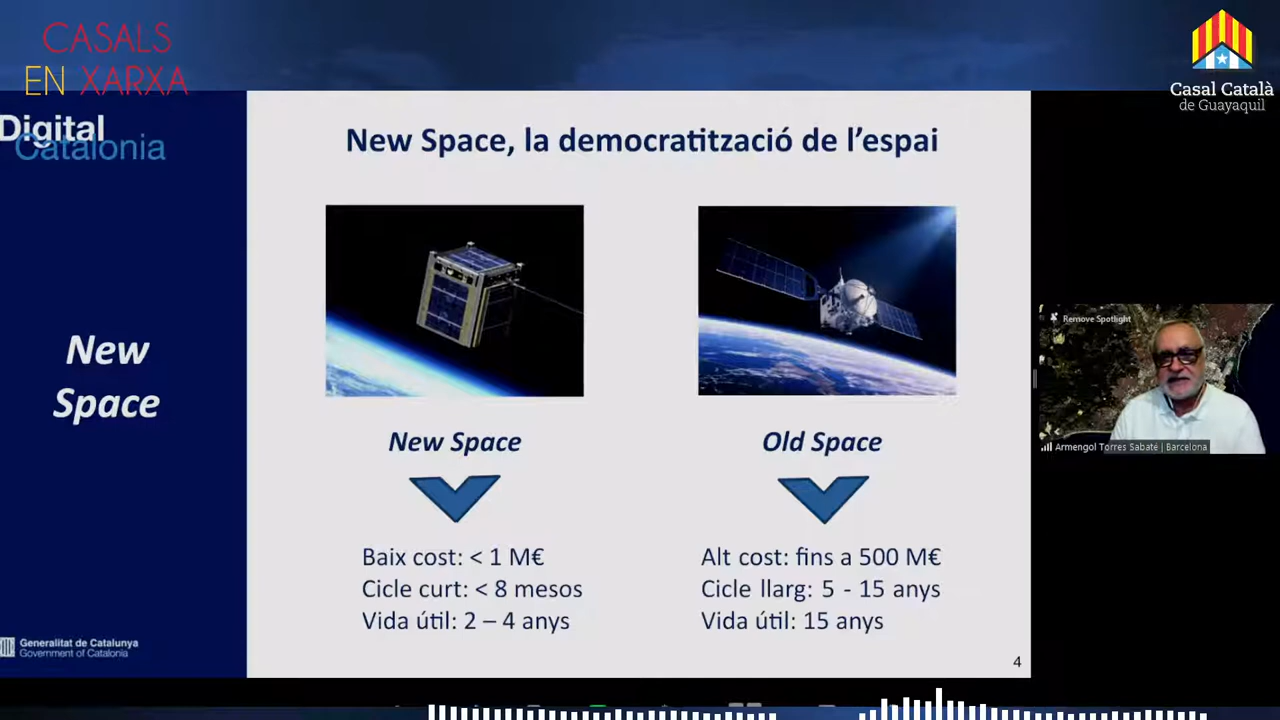 CASALS
EN XARXA
Casal Català
de Guayaquil
Digital
Catalonia
New Space, la democratització de l'espai
New
Space
New Space
Old Space
Baix cost: < 1 M€
Cicle curt: < 8 mesos
Vida útil: 2 – 4 anys
Alt cost: fins a 500 M€
Cicle llarg: 5 - 15 anys
Vida útil: 15 anys
4
Remove Spotlight
Armengol Torres Sabaté | Barcelona
Generalitat de Catalunya
Government of Catalonia